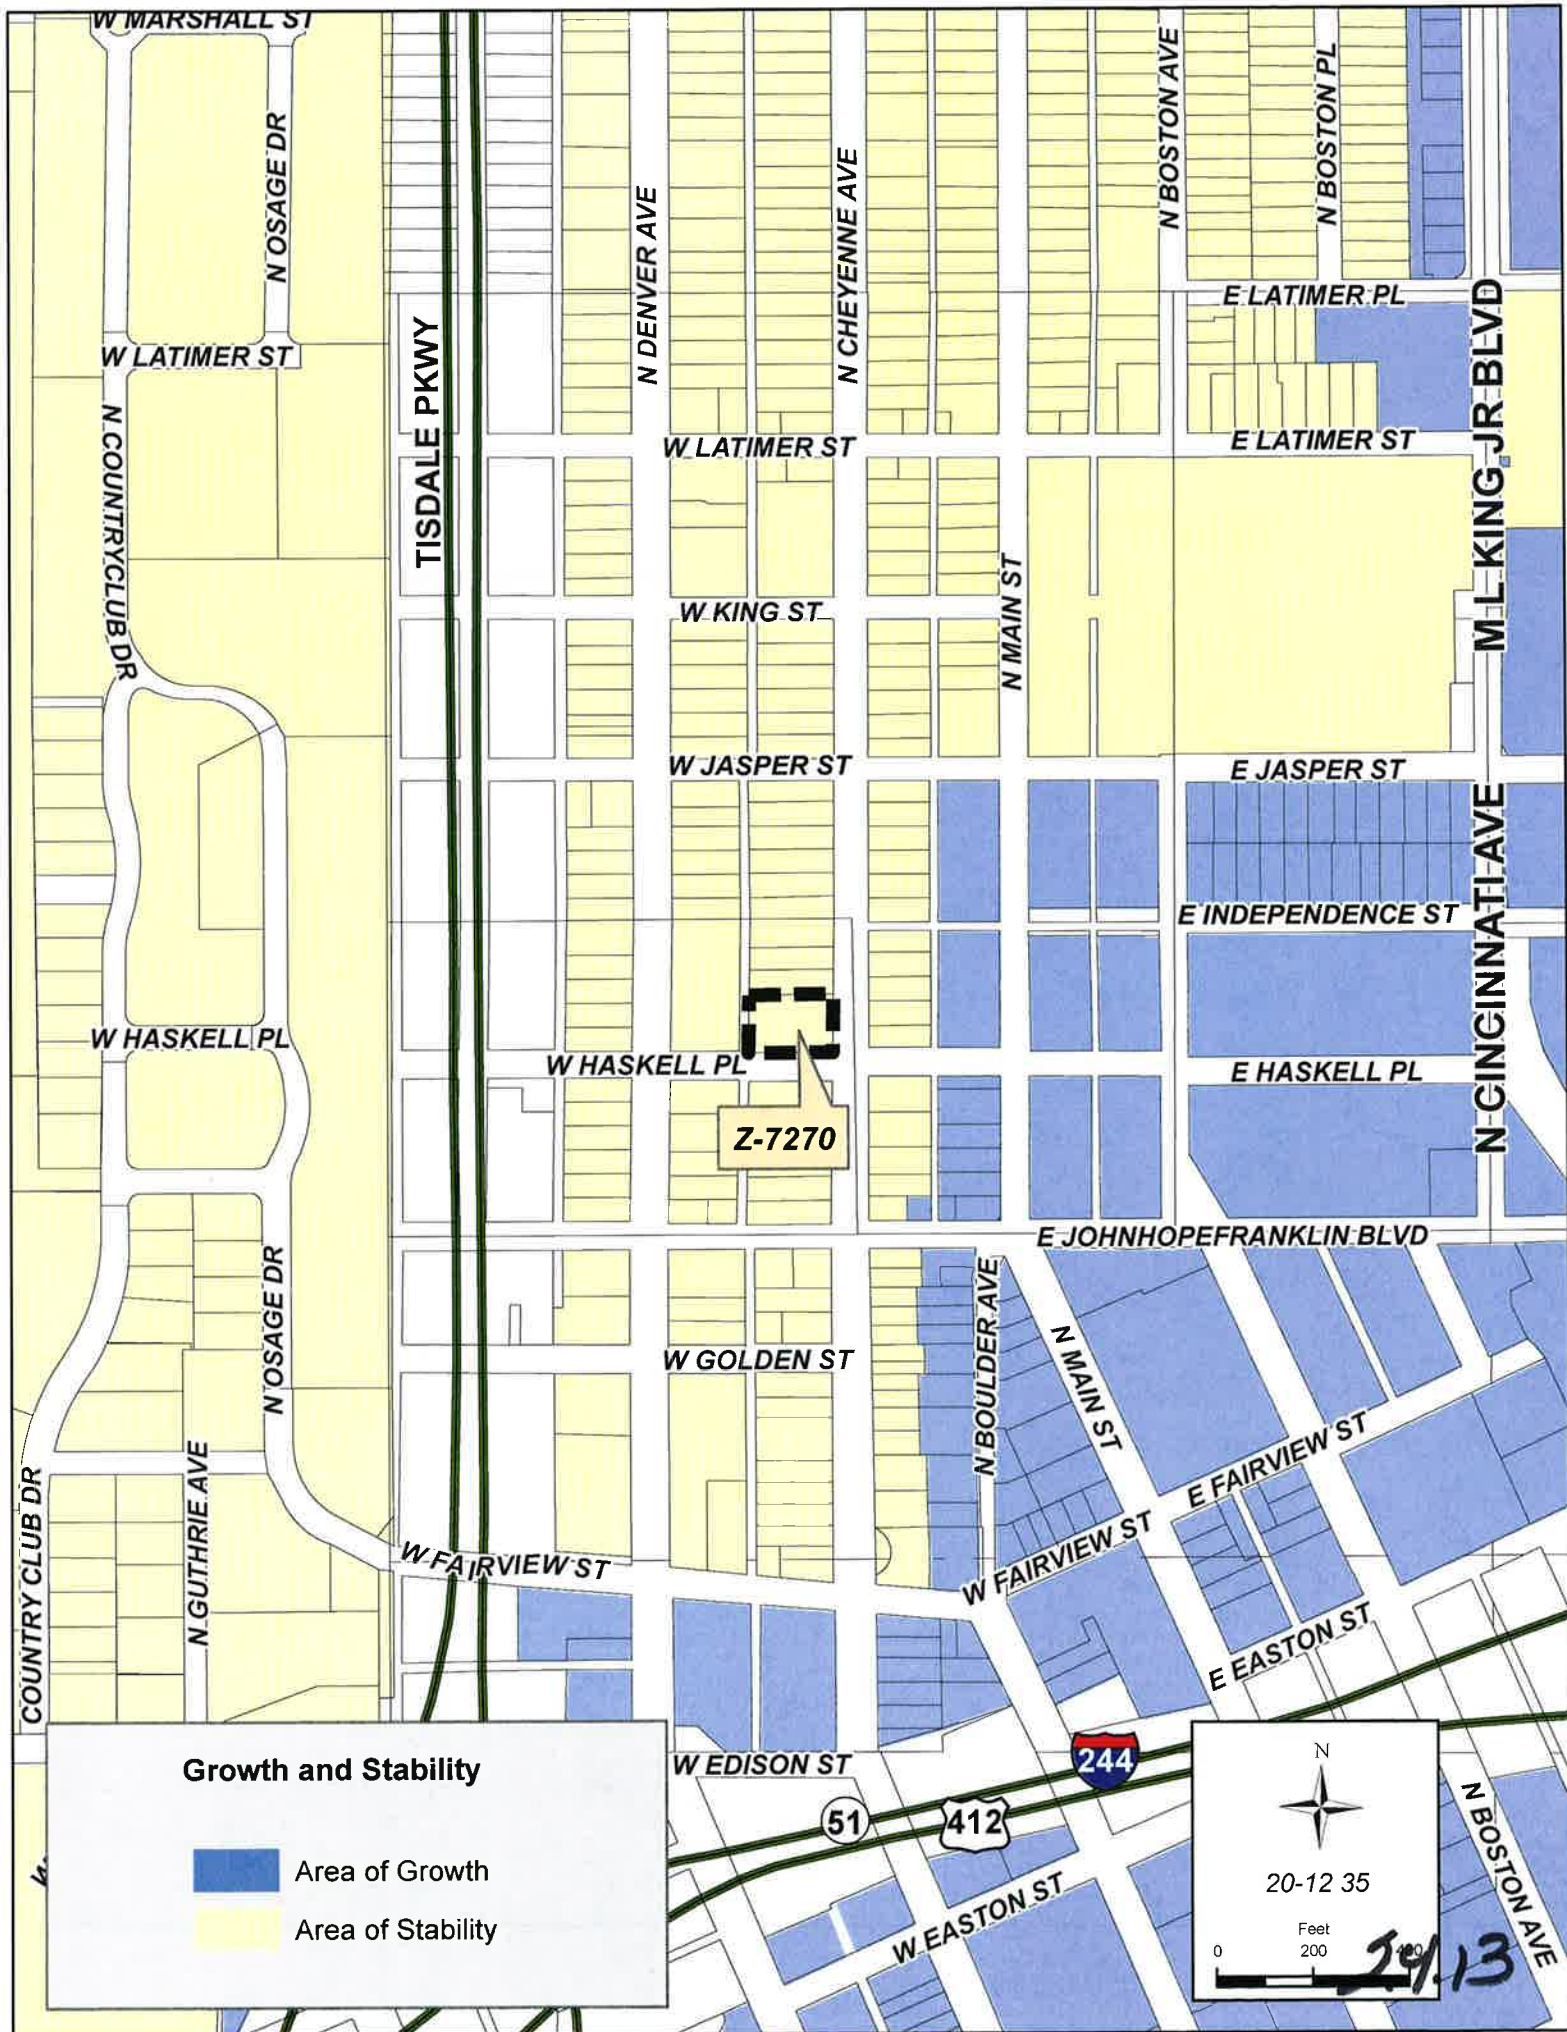 W MARSHALL ST
N OSAGE DR
N BOSTON AVE
N BOSTON PL
N DENVER AVE
N CHEYENNE AVE
E LATIMER PL
W LATIMER ST
TISDALE PKWY
N COUNTRYCLUB DR
W LATIMER ST
E LATIMER ST
M L KING JR BLVD
W KING ST
N MAIN ST
W JASPER ST
E JASPER ST
N CINCINNATI AVE
E INDEPENDENCE ST
W HASKELL PL
W HASKELL PL
E HASKELL PL
Z-7270
E JOHNHOPEFRANKLIN BLVD
N OSAGE DR
N BOULDER AVE
N MAIN ST
W GOLDEN ST
COUNTRY CLUB DR
N GUTHRIE AVE
E FAIRVIEW ST
W FAIRVIEW ST
W FAIRVIEW ST
E EASTON ST
W EDISON ST
244
51
412
W EASTON ST
N BOSTON AVE
Growth and Stability
Area of Growth
Area of Stability
N
20-12 35
Feet
0 200 400
24.13